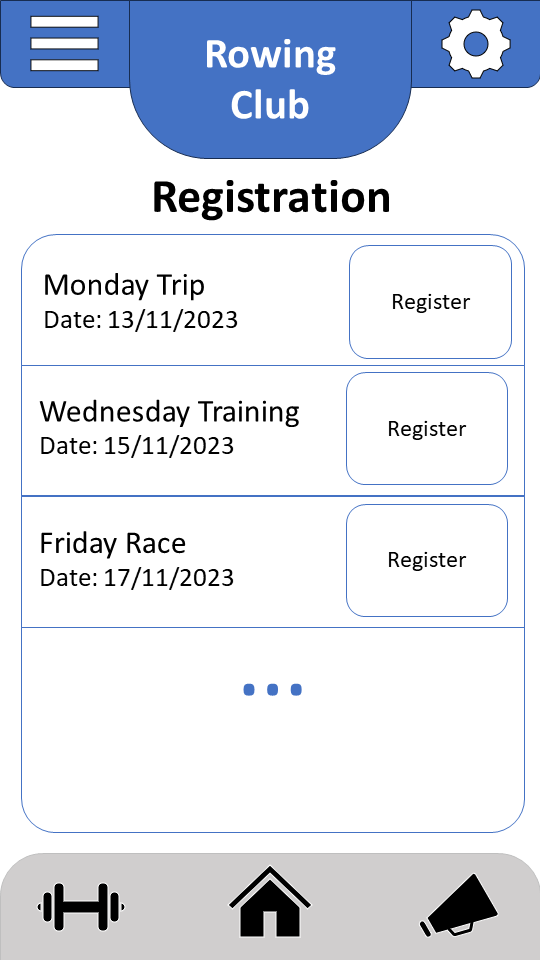 Rowing
Club
Registration
Monday Trip
Date: 13/11/2023
Register
Wednesday Training
Date: 15/11/2023
Register
Friday Race
Date: 17/11/2023
Register
...